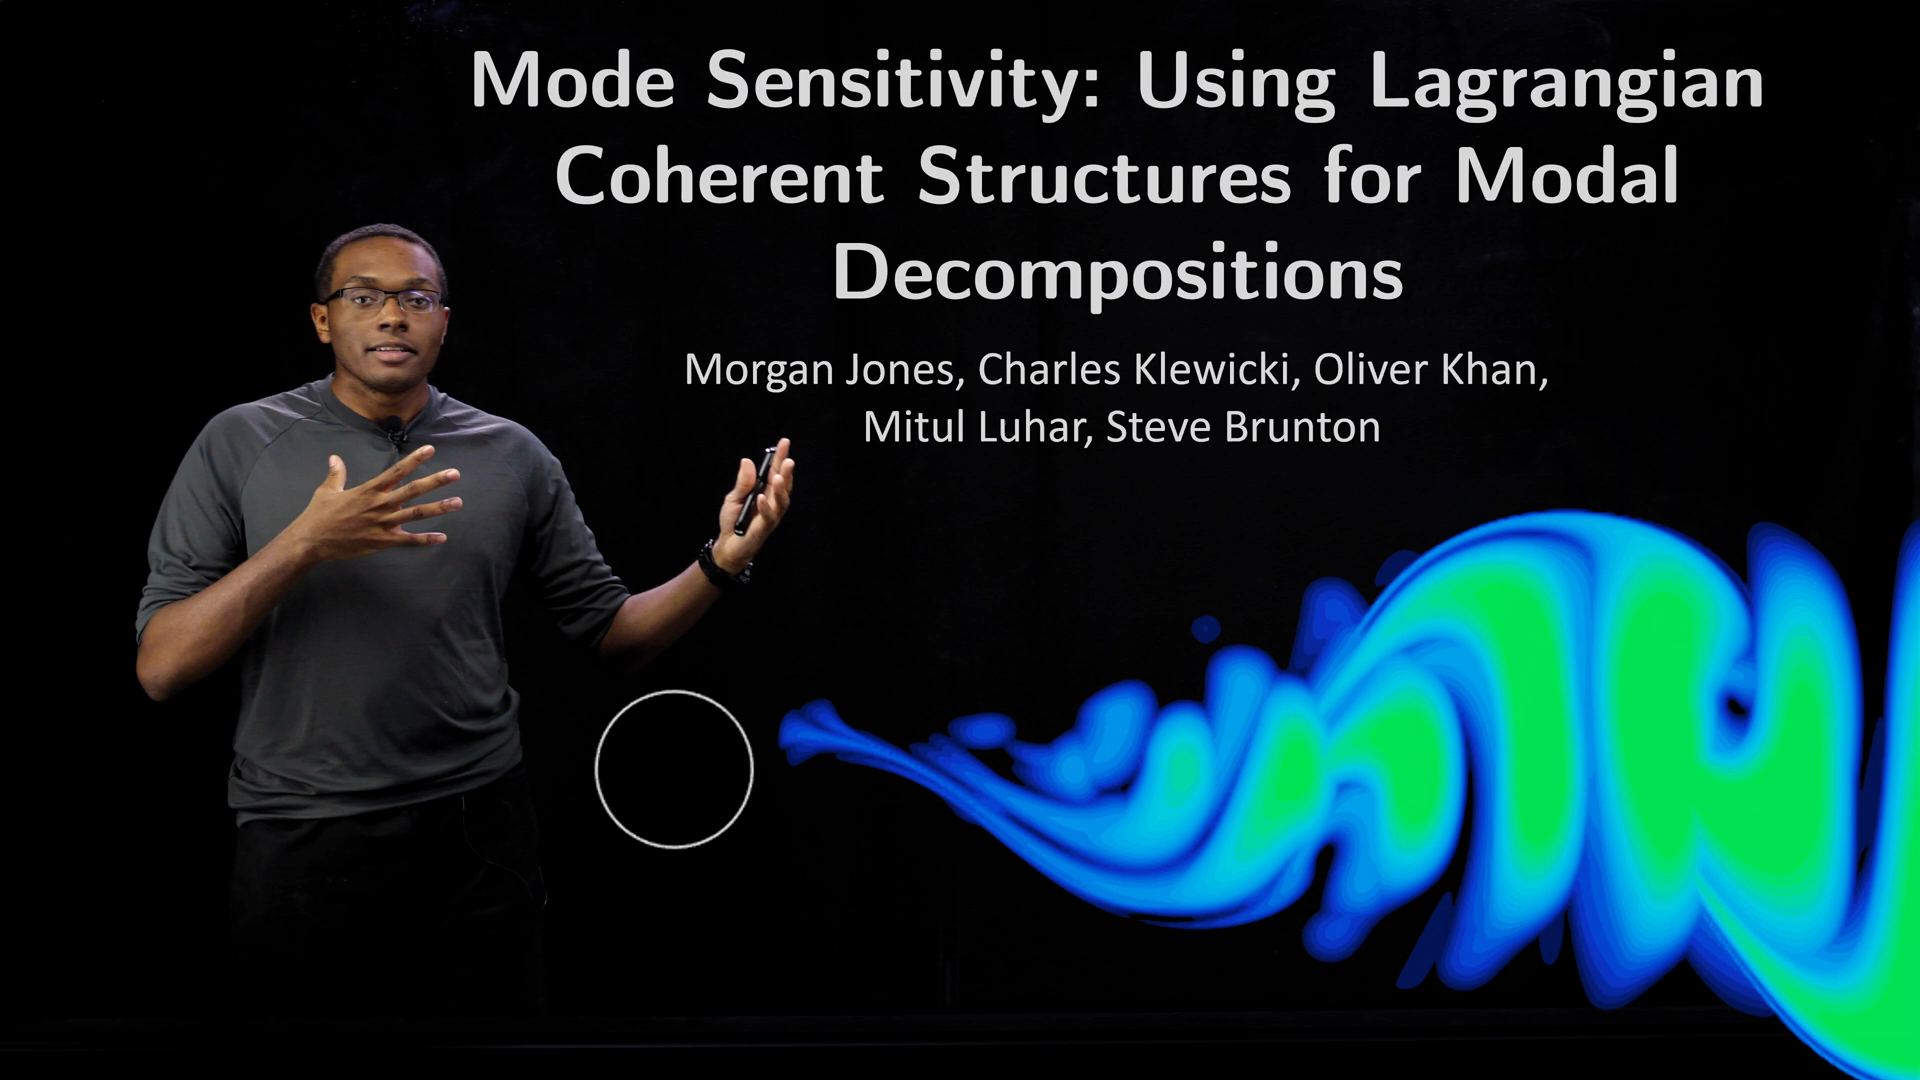 Mode Sensitivity: Using Lagrangian
Coherent Structures for Modal
Decompositions
Morgan Jones, Charles Klewicki, Oliver Khan,
Mitul Luhar, Steve Brunton